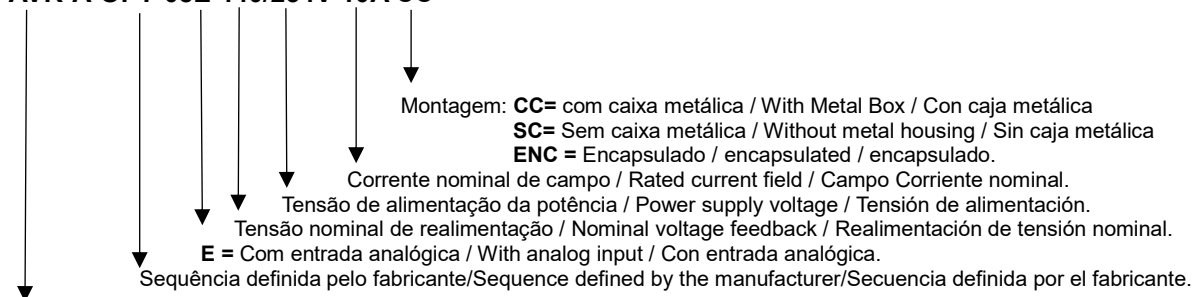 Montagem: CC= com caixa metálica / With Metal Box / Con caja metálica
SC= Sem caixa metálica / Without metal housing / Sin caja metálica
ENC = Encapsulado / encapsulated / encapsulado.
Corrente nominal de campo / Rated current field / Campo Corriente nominal.
Tensão de alimentação da potência / Power supply voltage / Tensión de alimentación.
Tensão nominal de realimentação / Nominal voltage feedback / Realimentación de tensión nominal.
E = Com entrada analógica / With analog input / Con entrada analógica.
Sequência definida pelo fabricante/Sequence defined by the manufacturer/Secuencia definida por el fabricante.